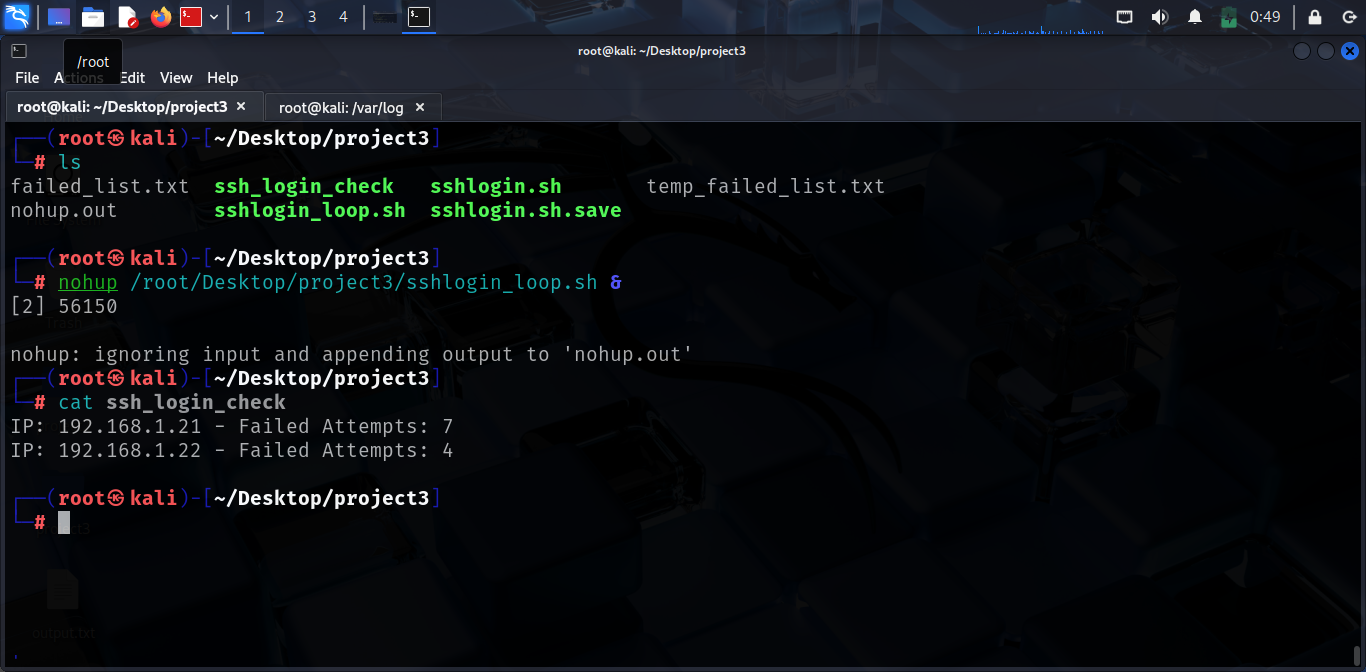 1 2 3 4 0:49
root@kali: ~/Desktop/project3
/root
File Actions Edit View Help
root@kali: ~/Desktop/project3 × root@kali: /var/log ×
┌──(root㉿kali)-[~/Desktop/project3]
└─# ls
failed_list.txt ssh_login_check sshlogin.sh temp_failed_list.txt
nohup.out sshlogin_loop.sh sshlogin.sh.save
┌──(root㉿kali)-[~/Desktop/project3]
└─# nohup /root/Desktop/project3/sshlogin_loop.sh &
[2] 56150
Trash
nohup: ignoring input and appending output to 'nohup.out'
┌──(root㉿kali)-[~/Desktop/project3]
└─# cat ssh_login_check
IP: 192.168.1.21 - Failed Attempts: 7
IP: 192.168.1.22 - Failed Attempts: 4
┌──(root㉿kali)-[~/Desktop/project3]
└─#
output.txt